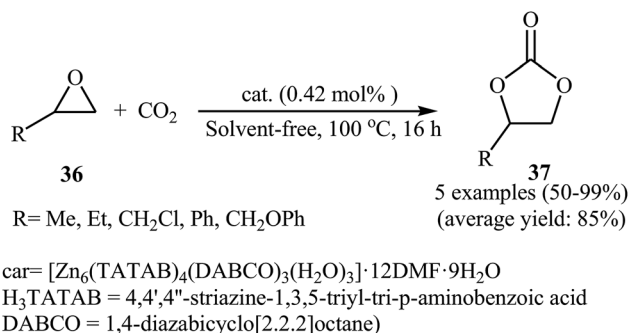 O
O
O
O
R
+ CO₂
cat. (0.42 mol% )
Solvent-free, 100 °C, 16 h
R
36
37
5 examples (50-99%)
(average yield: 85%)
R= Me, Et, CH₂Cl, Ph, CH₂OPh
car= [Zn₆(TATAB)₄(DABCO)₃(H₂O)₃]·12DMF·9H₂O
H₃TATAB = 4,4',4"-striazine-1,3,5-triyl-tri-p-aminobenzoic acid
DABCO = 1,4-diazabicyclo[2.2.2]octane)